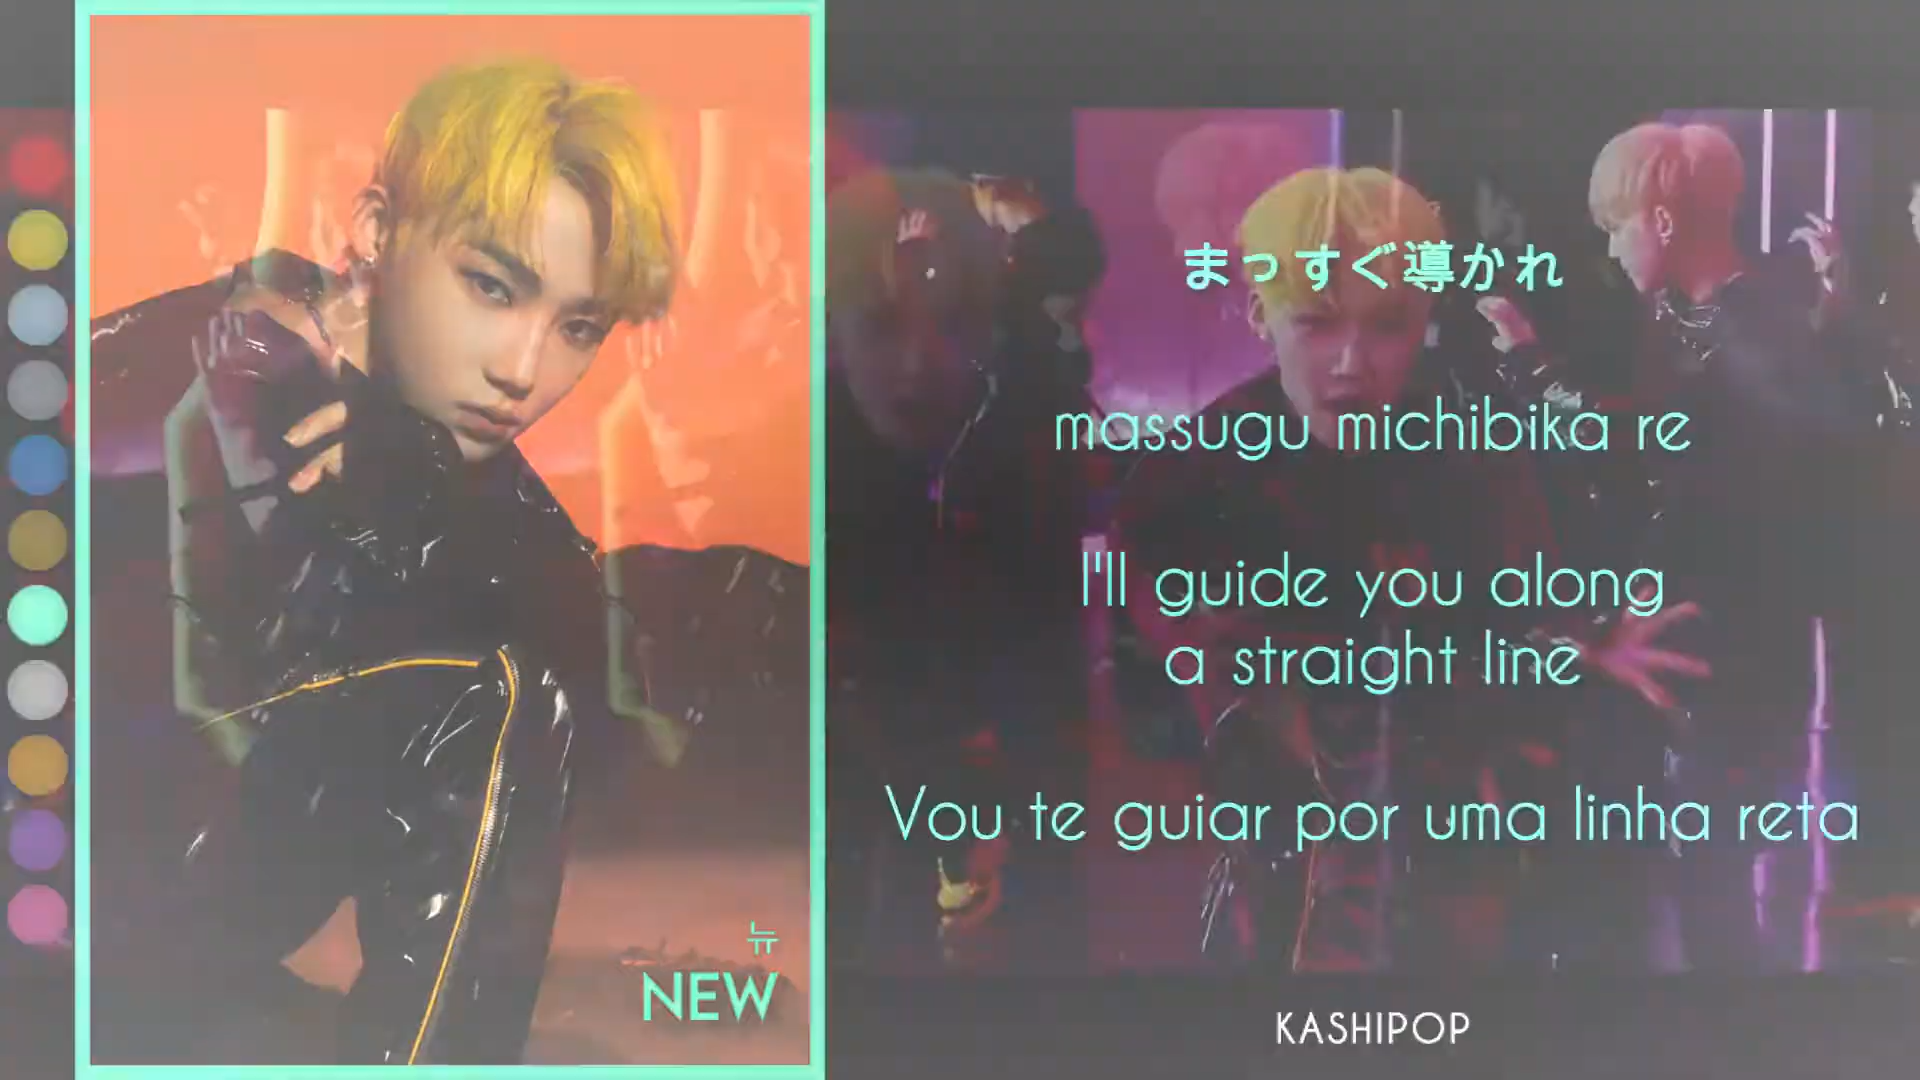 뉴
NEW
まっすぐ導かれ
massugu michibika re
I'll guide you along
a straight line
Vou te guiar por uma linha reta
KASHIPOP